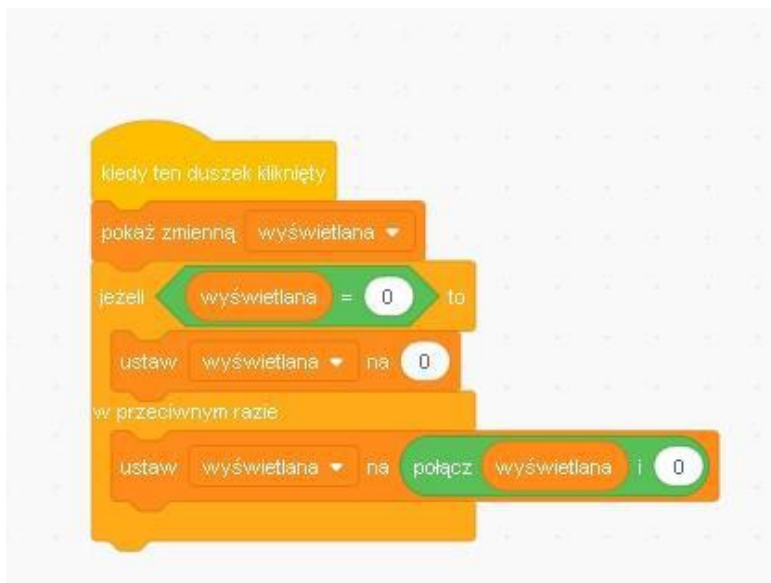 kiedy ten duszek kliknięty
pokaż zmienną wyświetlana
jeżeli wyświetlana = 0 to
ustaw wyświetlana na 0
w przeciwnym razie
ustaw wyświetlana na połącz wyświetlana i 0